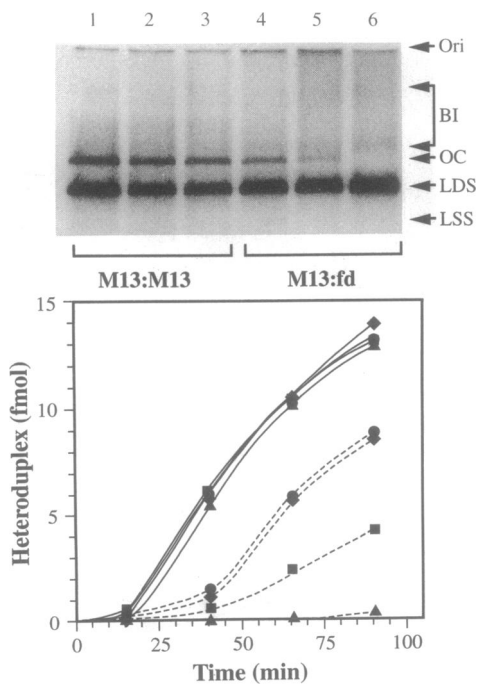 1 2 3 4 5 6
Ori
BI
OC
LDS
LSS
M13:M13 M13:fd
15
10
5
0
Heteroduplex (fmol)
0 25 50 75 100
Time (min)